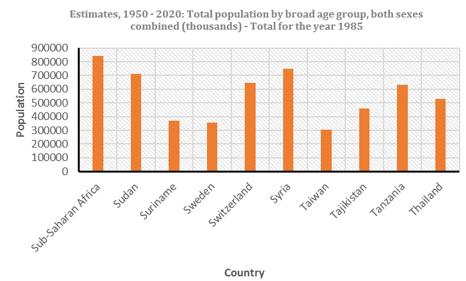 Estimates, 1950 - 2020: Total population by broad age group, both sexes
combined (thousands) - Total for the year 1985
900000
800000
700000
600000
500000
400000
300000
200000
100000
0
Population
Sub-Saharan Africa
Sudan
Suriname
Sweden
Switzerland
Syria
Taiwan
Tajikistan
Tanzania
Thailand
Country